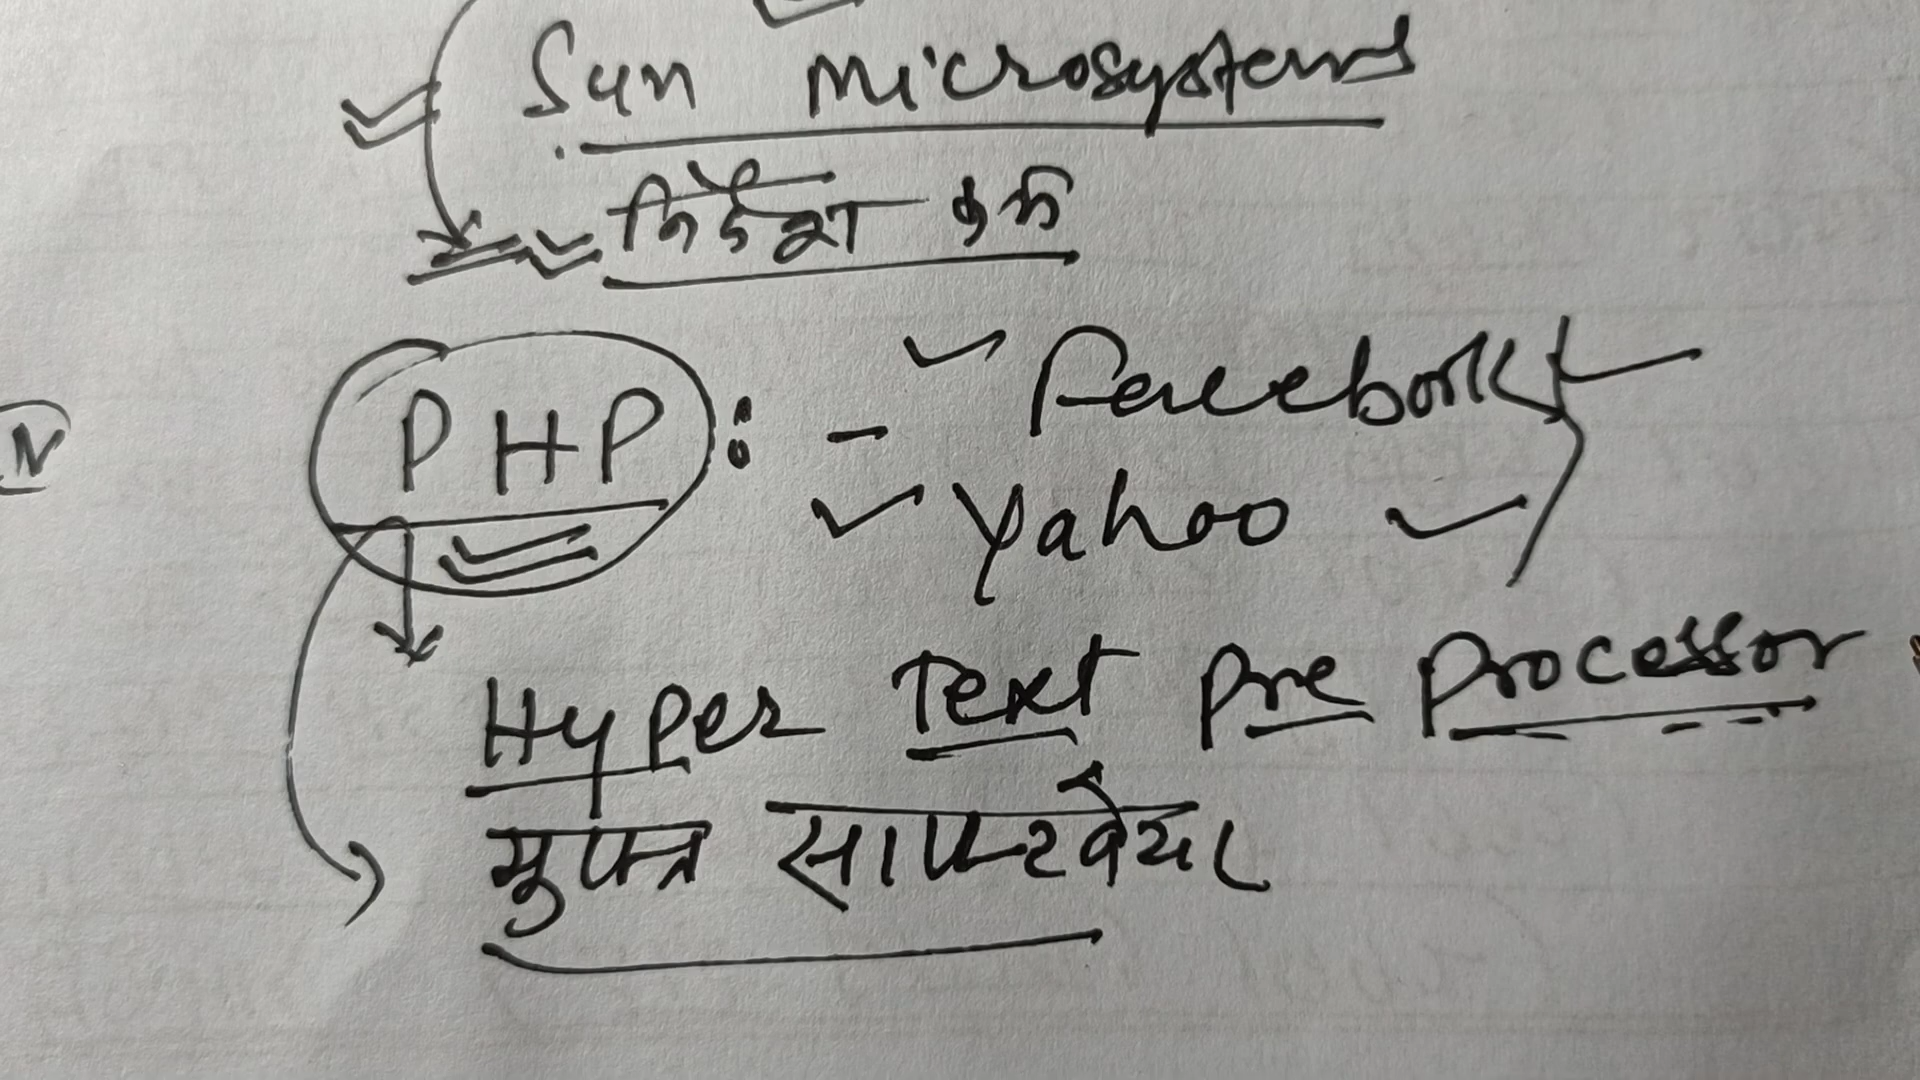 Sun microsystems
निर्देश
N
PHP : - Facebook
Yahoo
Hyper Text Pre Processor
मुफ्त साफ्टवेयर